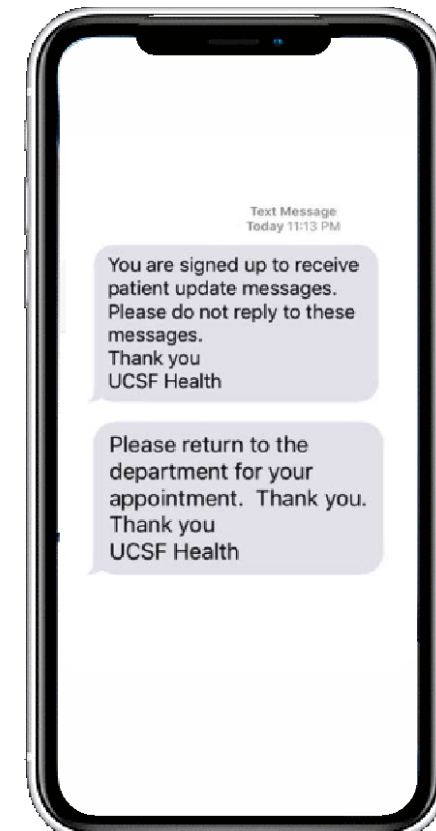 Text Message
Today 11:13 PM
You are signed up to receive
patient update messages.
Please do not reply to these
messages.
Thank you
UCSF Health
Please return to the
department for your
appointment.  Thank you.
Thank you
UCSF Health